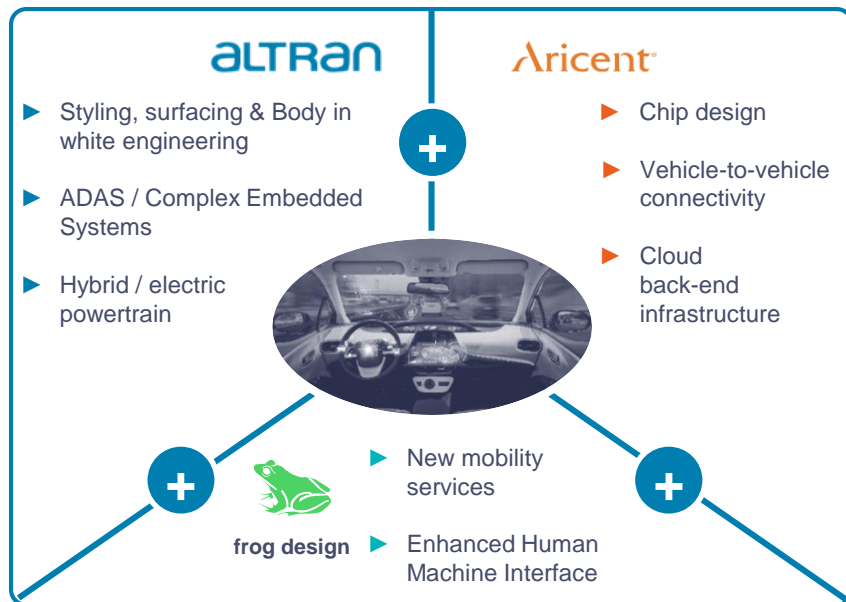 altran
Styling, surfacing & Body in
white engineering
ADAS / Complex Embedded
Systems
Hybrid / electric
powertrain
Aricent
Chip design
Vehicle-to-vehicle
connectivity
Cloud
back-end
infrastructure
frog design
New mobility
services
Enhanced Human
Machine Interface